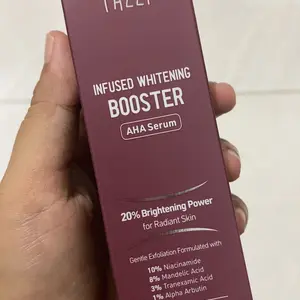 INFUSED WHITENING
BOOSTER
AHA Serum
20% Brightening Power
for Radiant Skin
Gentle Exfoliation Formulated with
10% Niacinamide
6% Mandelic Acid
3% Tranexamic Acid
1% Alpha Arbutin